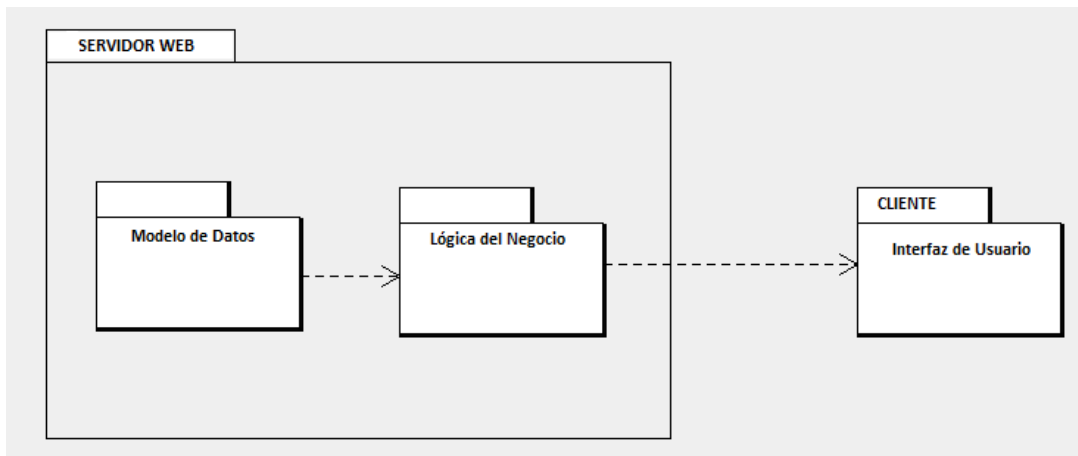 SERVIDOR WEB
Modelo de Datos
Lógica del Negocio
CLIENTE
Interfaz de Usuario